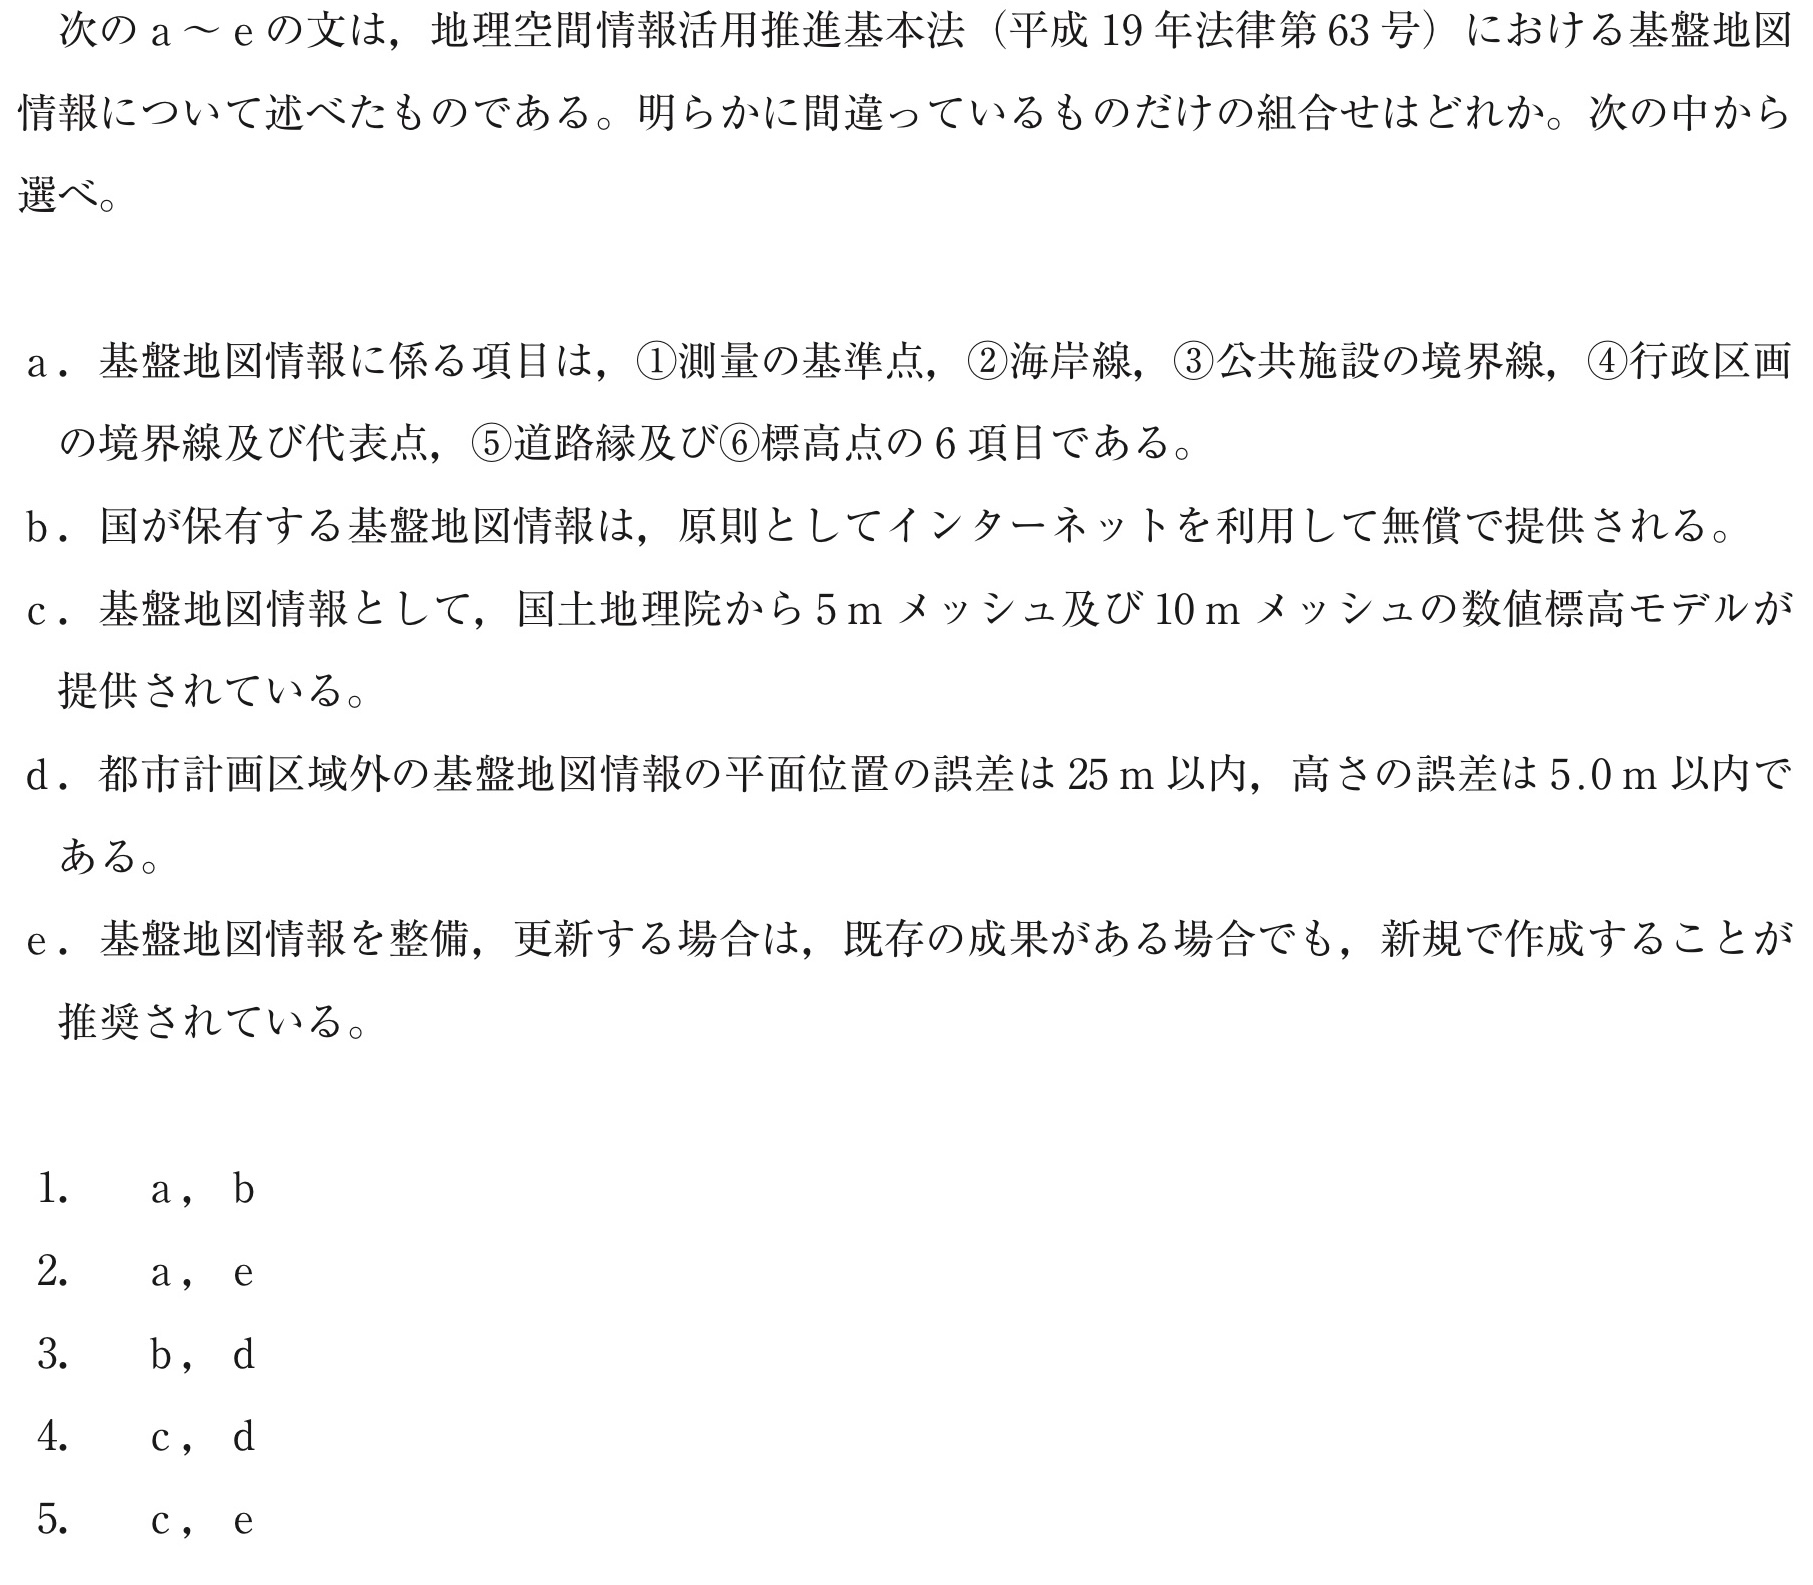 次の a ～ e の文は，地理空間情報活用推進基本法（平成 19 年法律第 63 号）における基盤地図
情報について述べたものである。明らかに間違っているものだけの組合せはどれか。次の中から
選べ。
a．基盤地図情報に係る項目は，①測量の基準点，②海岸線，③公共施設の境界線，④行政区画
の境界線及び代表点，⑤道路縁及び⑥標高点の 6 項目である。
b．国が保有する基盤地図情報は，原則としてインターネットを利用して無償で提供される。
c．基盤地図情報として，国土地理院から 5 m メッシュ及び 10 m メッシュの数値標高モデルが
提供されている。
d．都市計画区域外の基盤地図情報の平面位置の誤差は 25 m 以内，高さの誤差は 5.0 m 以内で
ある。
e．基盤地図情報を整備，更新する場合は，既存の成果がある場合でも，新規で作成することが
推奨されている。
1.　a， b
2.　a， e
3.　b， d
4.　c， d
5.　c， e